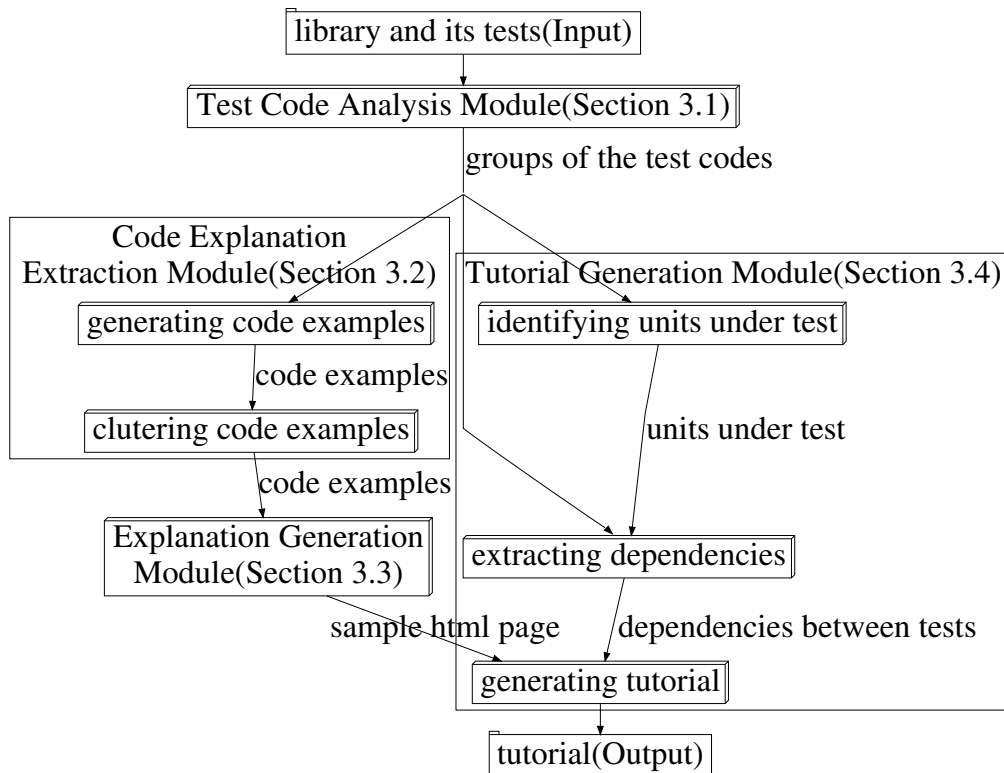 library and its tests(Input)
Test Code Analysis Module(Section 3.1)
groups of the test codes
Code Explanation
Extraction Module(Section 3.2)
Tutorial Generation Module(Section 3.4)
generating code examples
identifying units under test
code examples
clutering code examples
units under test
code examples
Explanation Generation
Module(Section 3.3)
extracting dependencies
sample html page
dependencies between tests
generating tutorial
tutorial(Output)